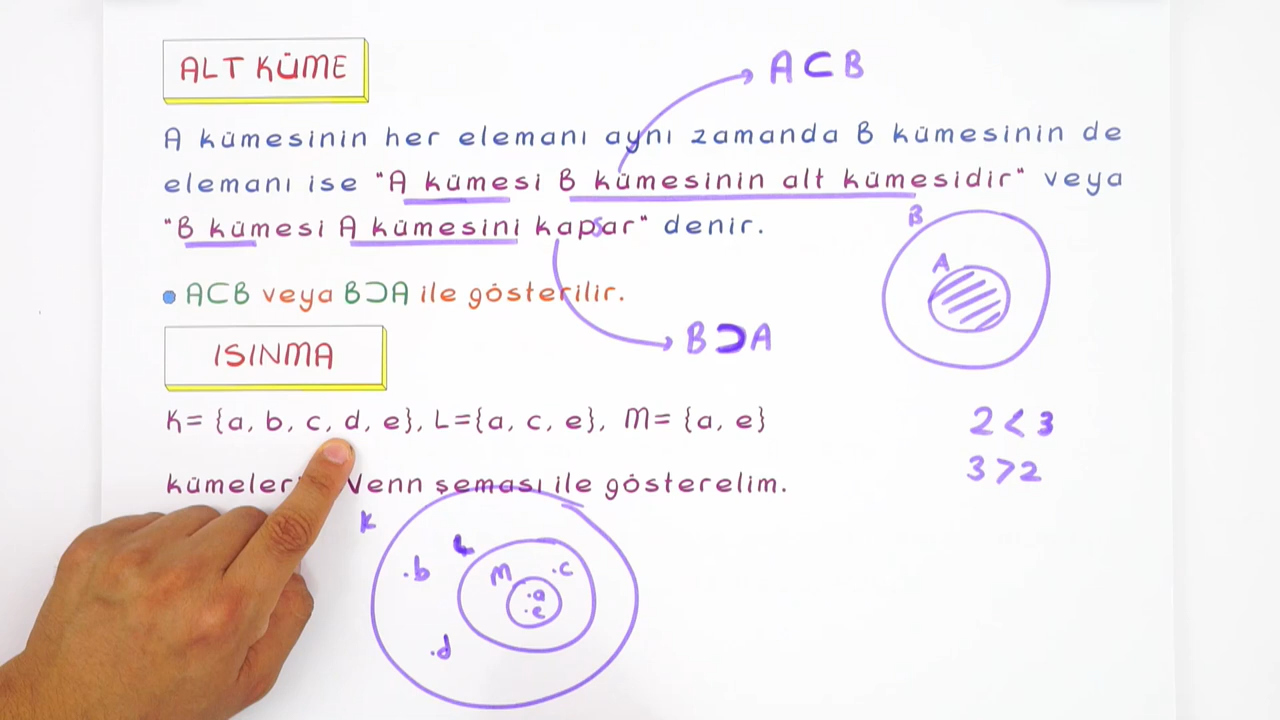 ALT KÜME
A ⊂ B
A kümesinin her elemanı aynı zamanda B kümesinin de
elemanı ise "A kümesi B kümesinin alt kümesidir" veya
"B kümesi A kümesini kapsar" denir.
B
A
• A⊂B veya B⊃A ile gösterilir.
B ⊃ A
ISINMA
K= {a, b, c, d, e}, L={a, c, e}, M= {a, e}
2 < 3
3 > 2
Venn şeması ile gösterelim.
K
L
.b
M
.c
.a
.e
.d